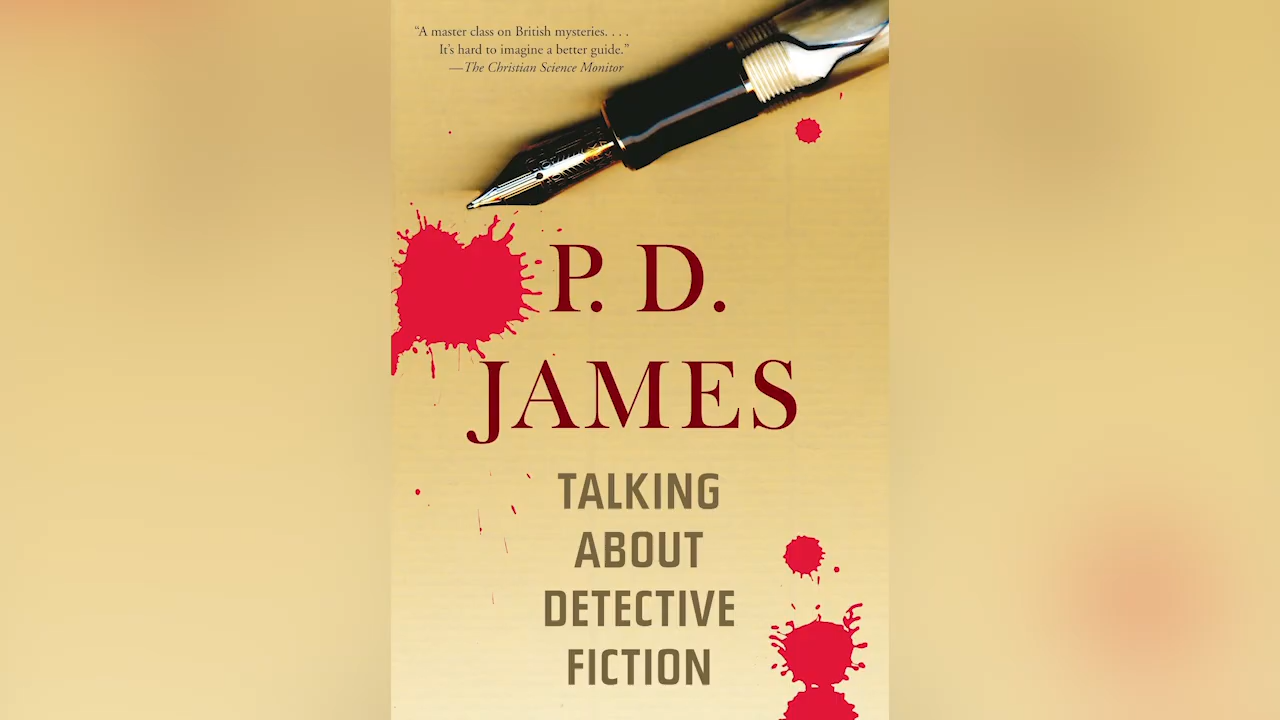 “A master class on British mysteries. . . .
It’s hard to imagine a better guide.”
—The Christian Science Monitor
P. D.
JAMES
TALKING
ABOUT
DETECTIVE
FICTION